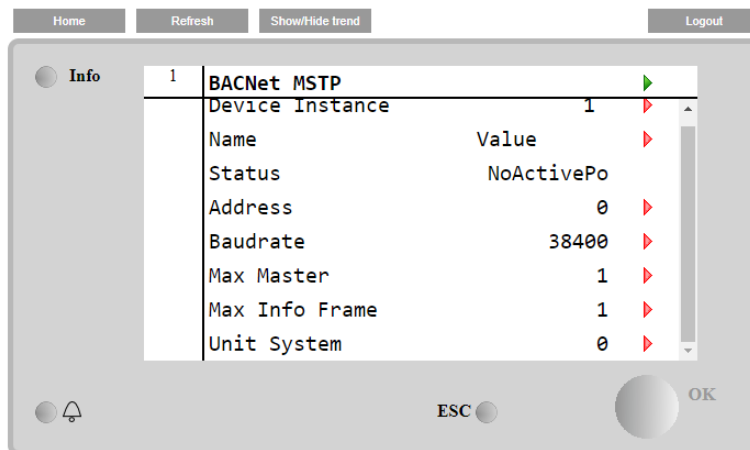 Home Refresh Show/Hide trend Logout
Info
1 BACNet MSTP
Device Instance 1
Name Value
Status NoActivePo
Address 0
Baudrate 38400
Max Master 1
Max Info Frame 1
Unit System 0
ESC
OK